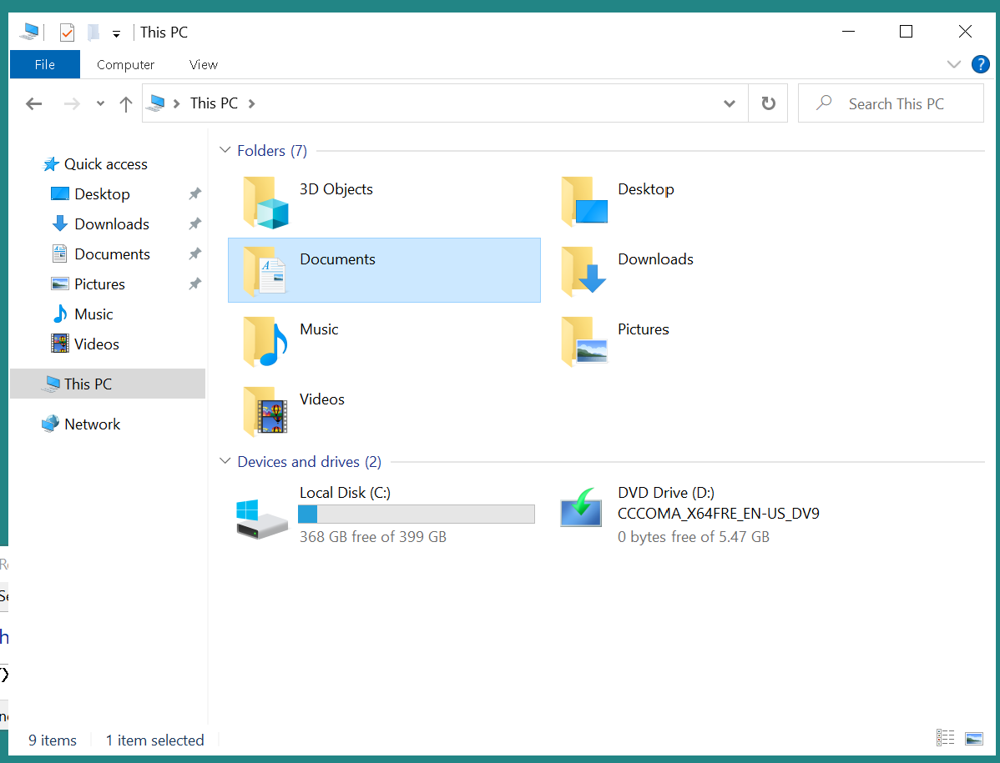 This PC
File Computer View
This PC
Search This PC
Quick access
Desktop
Downloads
Documents
Pictures
Music
Videos
This PC
Network
Folders (7)
3D Objects
Desktop
Documents
Downloads
Music
Pictures
Videos
Devices and drives (2)
Local Disk (C:)
368 GB free of 399 GB
DVD Drive (D:)
CCCOMA_X64FRE_EN-US_DV9
0 bytes free of 5.47 GB
9 items 1 item selected